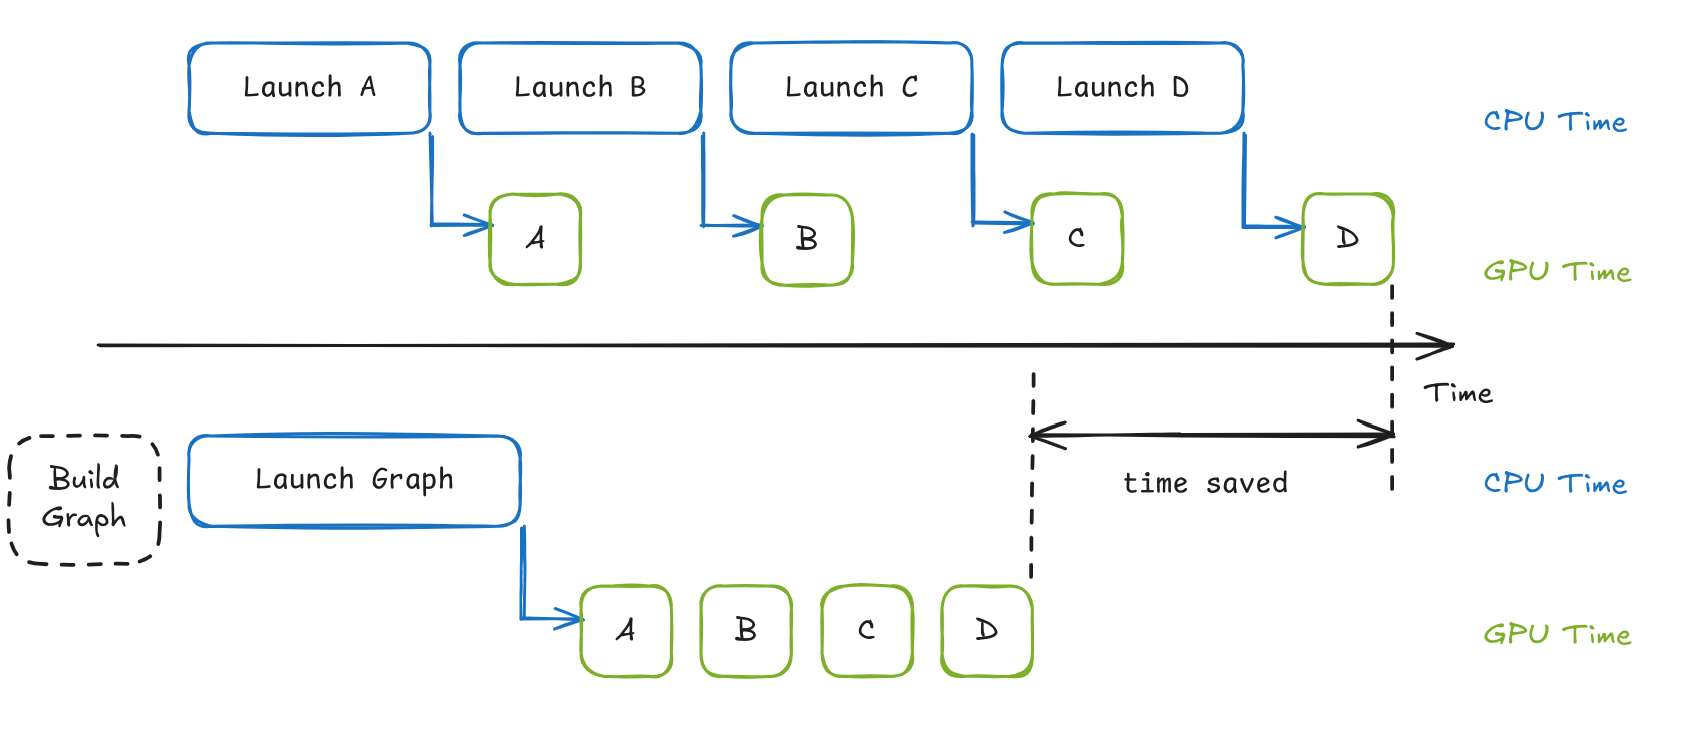 Launch A
Launch B
Launch C
Launch D
CPU Time
A
B
C
D
GPU Time
Time
Build
Graph
Launch Graph
time saved
CPU Time
A
B
C
D
GPU Time